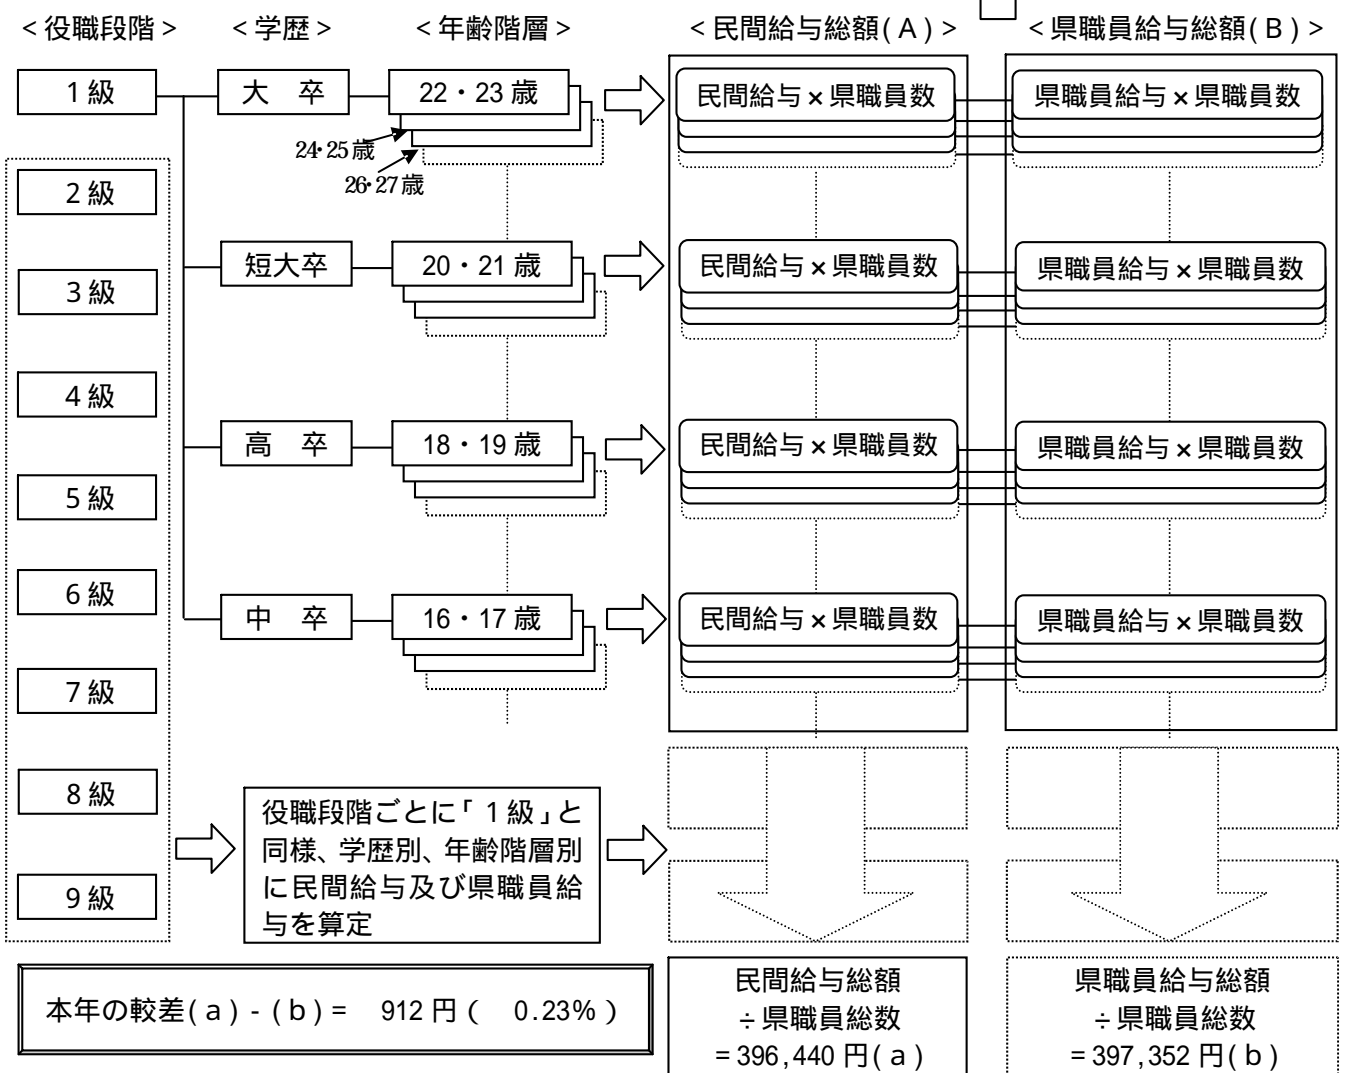 <役職段階> <学歴> <年齢階層> <民間給与総額(A)> <県職員給与総額(B)>
1級 大 卒 22・23歳 民間給与×県職員数 県職員給与×県職員数
24・25歳
26・27歳
2級
短大卒 20・21歳 民間給与×県職員数 県職員給与×県職員数
3級
4級
高 卒 18・19歳 民間給与×県職員数 県職員給与×県職員数
5級
6級
中 卒 16・17歳 民間給与×県職員数 県職員給与×県職員数
7級
8級
9級
役職段階ごとに「1級」と
同様、学歴別、年齢階層別
に民間給与及び県職員給
与を算定
本年の較差(a)-(b)= 912円( 0.23%)
民間給与総額
÷県職員総数
=396,440円(a)
県職員給与総額
÷県職員総数
=397,352円(b)